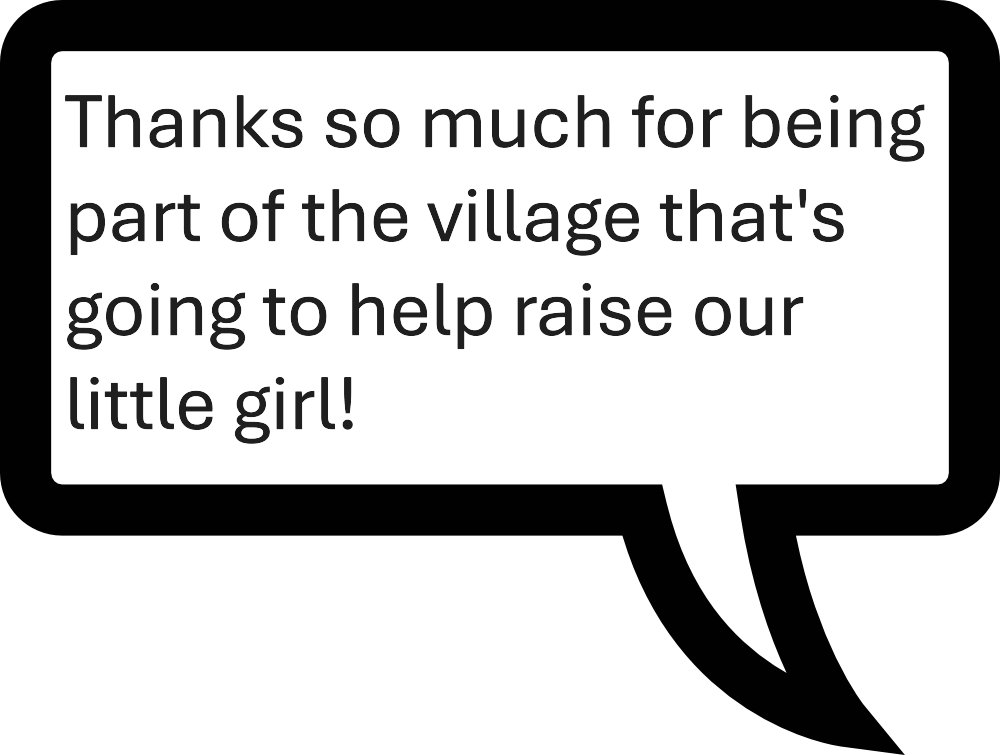 Thanks so much for being
part of the village that's
going to help raise our
little girl!